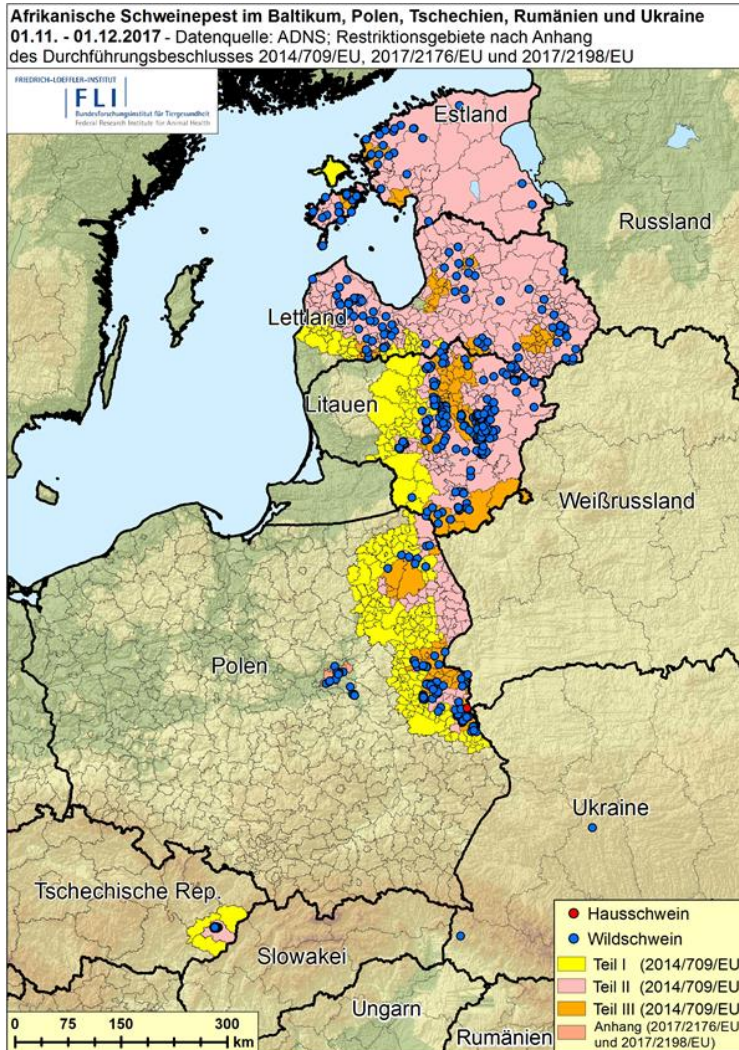 Afrikanische Schweinepest im Baltikum, Polen, Tschechien, Rumänien und Ukraine
01.11. - 01.12.2017 - Datenquelle: ADNS; Restriktionsgebiete nach Anhang
des Durchführungsbeschlusses 2014/709/EU, 2017/2176/EU und 2017/2198/EU
FRIEDRICH-LOEFFLER-INSTITUT
FLI
Bundesforschungsinstitut für Tiergesundheit
Federal Research Institute for Animal Health
Estland
Russland
Lettland
Litauen
Weißrussland
Polen
Ukraine
Tschechische Rep.
Slowakei
Ungarn
Rumänien
Hausschwein
Wildschwein
Teil I (2014/709/EU)
Teil II (2014/709/EU)
Teil III (2014/709/EU)
Anhang (2017/2176/EU
und 2017/2198/EU)
0 75 150 300
km